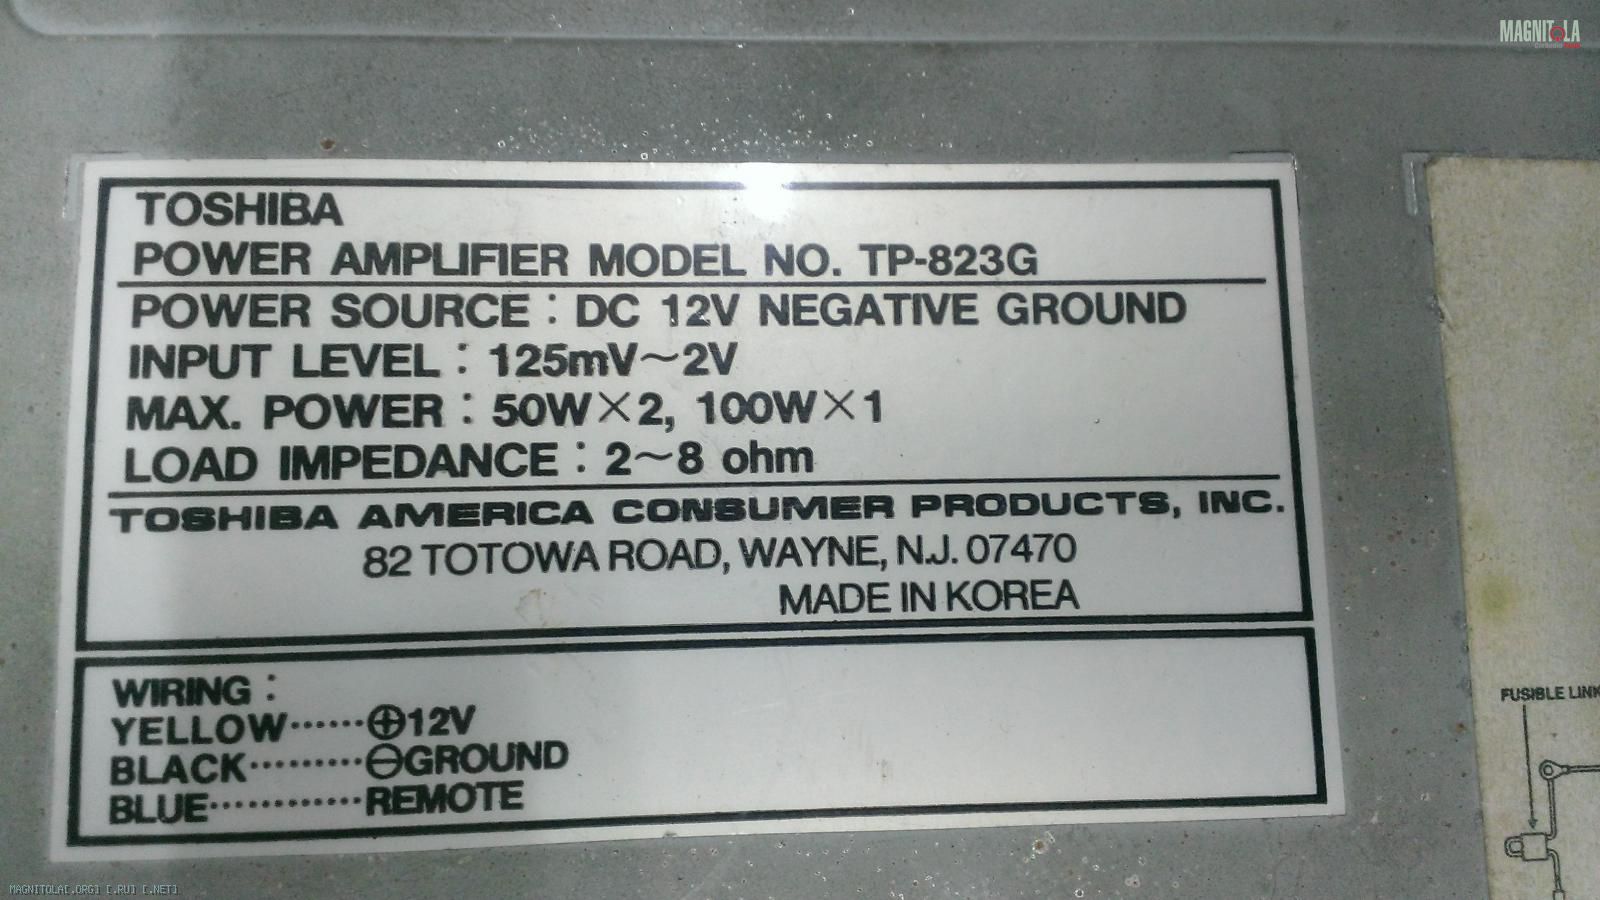 MAGNITOLA
TOSHIBA
POWER AMPLIFIER MODEL NO. TP-823G
POWER SOURCE : DC 12V NEGATIVE GROUND
INPUT LEVEL : 125mV~2V
MAX. POWER : 50W×2, 100W×1
LOAD IMPEDANCE : 2~8 ohm
TOSHIBA AMERICA CONSUMER PRODUCTS, INC.
82 TOTOWA ROAD, WAYNE, N.J. 07470
MADE IN KOREA
WIRING :
YELLOW······⊕12V
BLACK·········⊖GROUND
BLUE············REMOTE
FUSIBLE LINK
MAGNITOLA[.ORG] [.RU] [.NET]